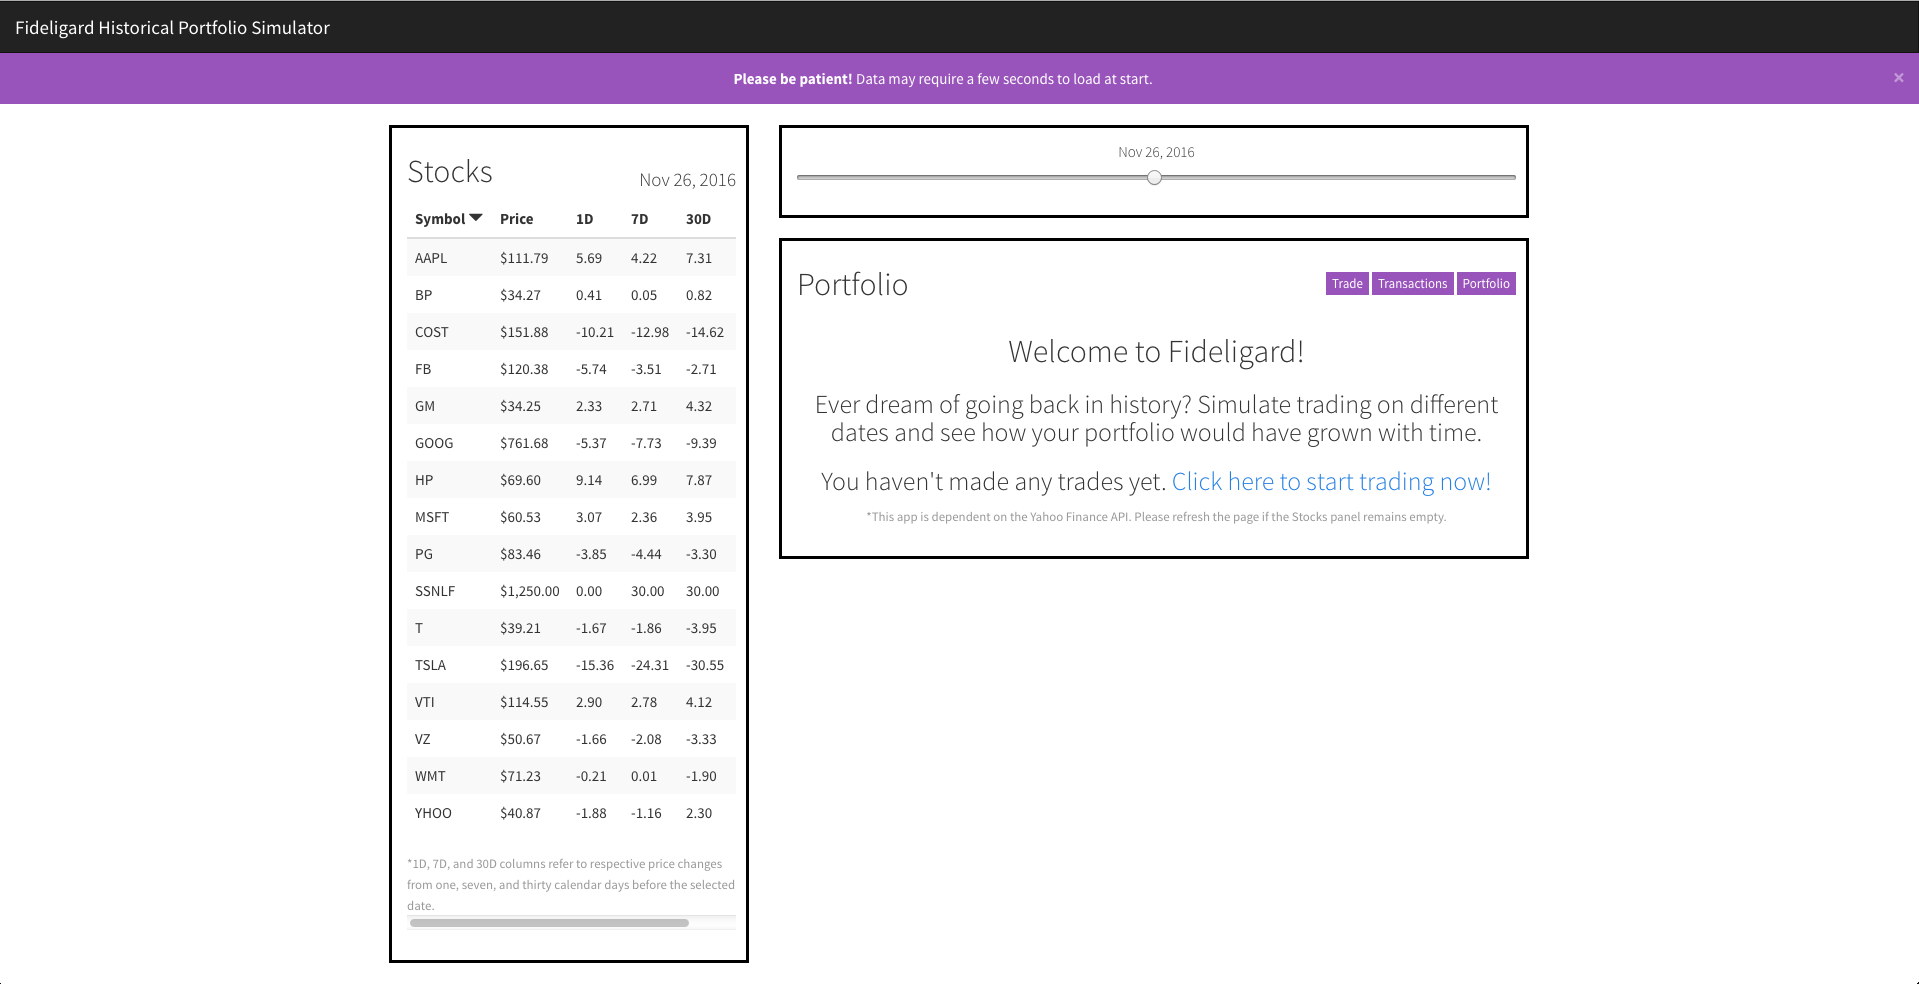 Fideligard Historical Portfolio Simulator
Please be patient! Data may require a few seconds to load at start. ×
Stocks
Nov 26, 2016
Symbol Price 1D 7D 30D
AAPL $111.79 5.69 4.22 7.31
BP $34.27 0.41 0.05 0.82
COST $151.88 -10.21 -12.98 -14.62
FB $120.38 -5.74 -3.51 -2.71
GM $34.25 2.33 2.71 4.32
GOOG $761.68 -5.37 -7.73 -9.39
HP $69.60 9.14 6.99 7.87
MSFT $60.53 3.07 2.36 3.95
PG $83.46 -3.85 -4.44 -3.30
SSNLF $1,250.00 0.00 30.00 30.00
T $39.21 -1.67 -1.86 -3.95
TSLA $196.65 -15.36 -24.31 -30.55
VTI $114.55 2.90 2.78 4.12
VZ $50.67 -1.66 -2.08 -3.33
WMT $71.23 -0.21 0.01 -1.90
YHOO $40.87 -1.88 -1.16 2.30
*1D, 7D, and 30D columns refer to respective price changes
from one, seven, and thirty calendar days before the selected
date.
Nov 26, 2016
Portfolio
Trade Transactions Portfolio
Welcome to Fideligard!
Ever dream of going back in history? Simulate trading on different
dates and see how your portfolio would have grown with time.
You haven't made any trades yet. Click here to start trading now!
*This app is dependent on the Yahoo Finance API. Please refresh the page if the Stocks panel remains empty.